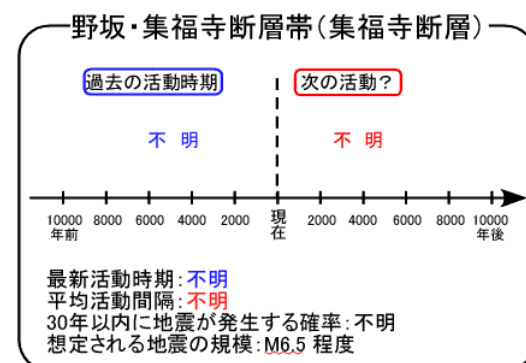 野坂・集福寺断層帯(集福寺断層)
過去の活動時期 次の活動?
不 明 不 明
10000 8000 6000 4000 2000 現在 2000 4000 6000 8000 10000
年前 年後
最新活動時期:不明
平均活動間隔:不明
30年以内に地震が発生する確率:不明
想定される地震の規模:M6.5 程度